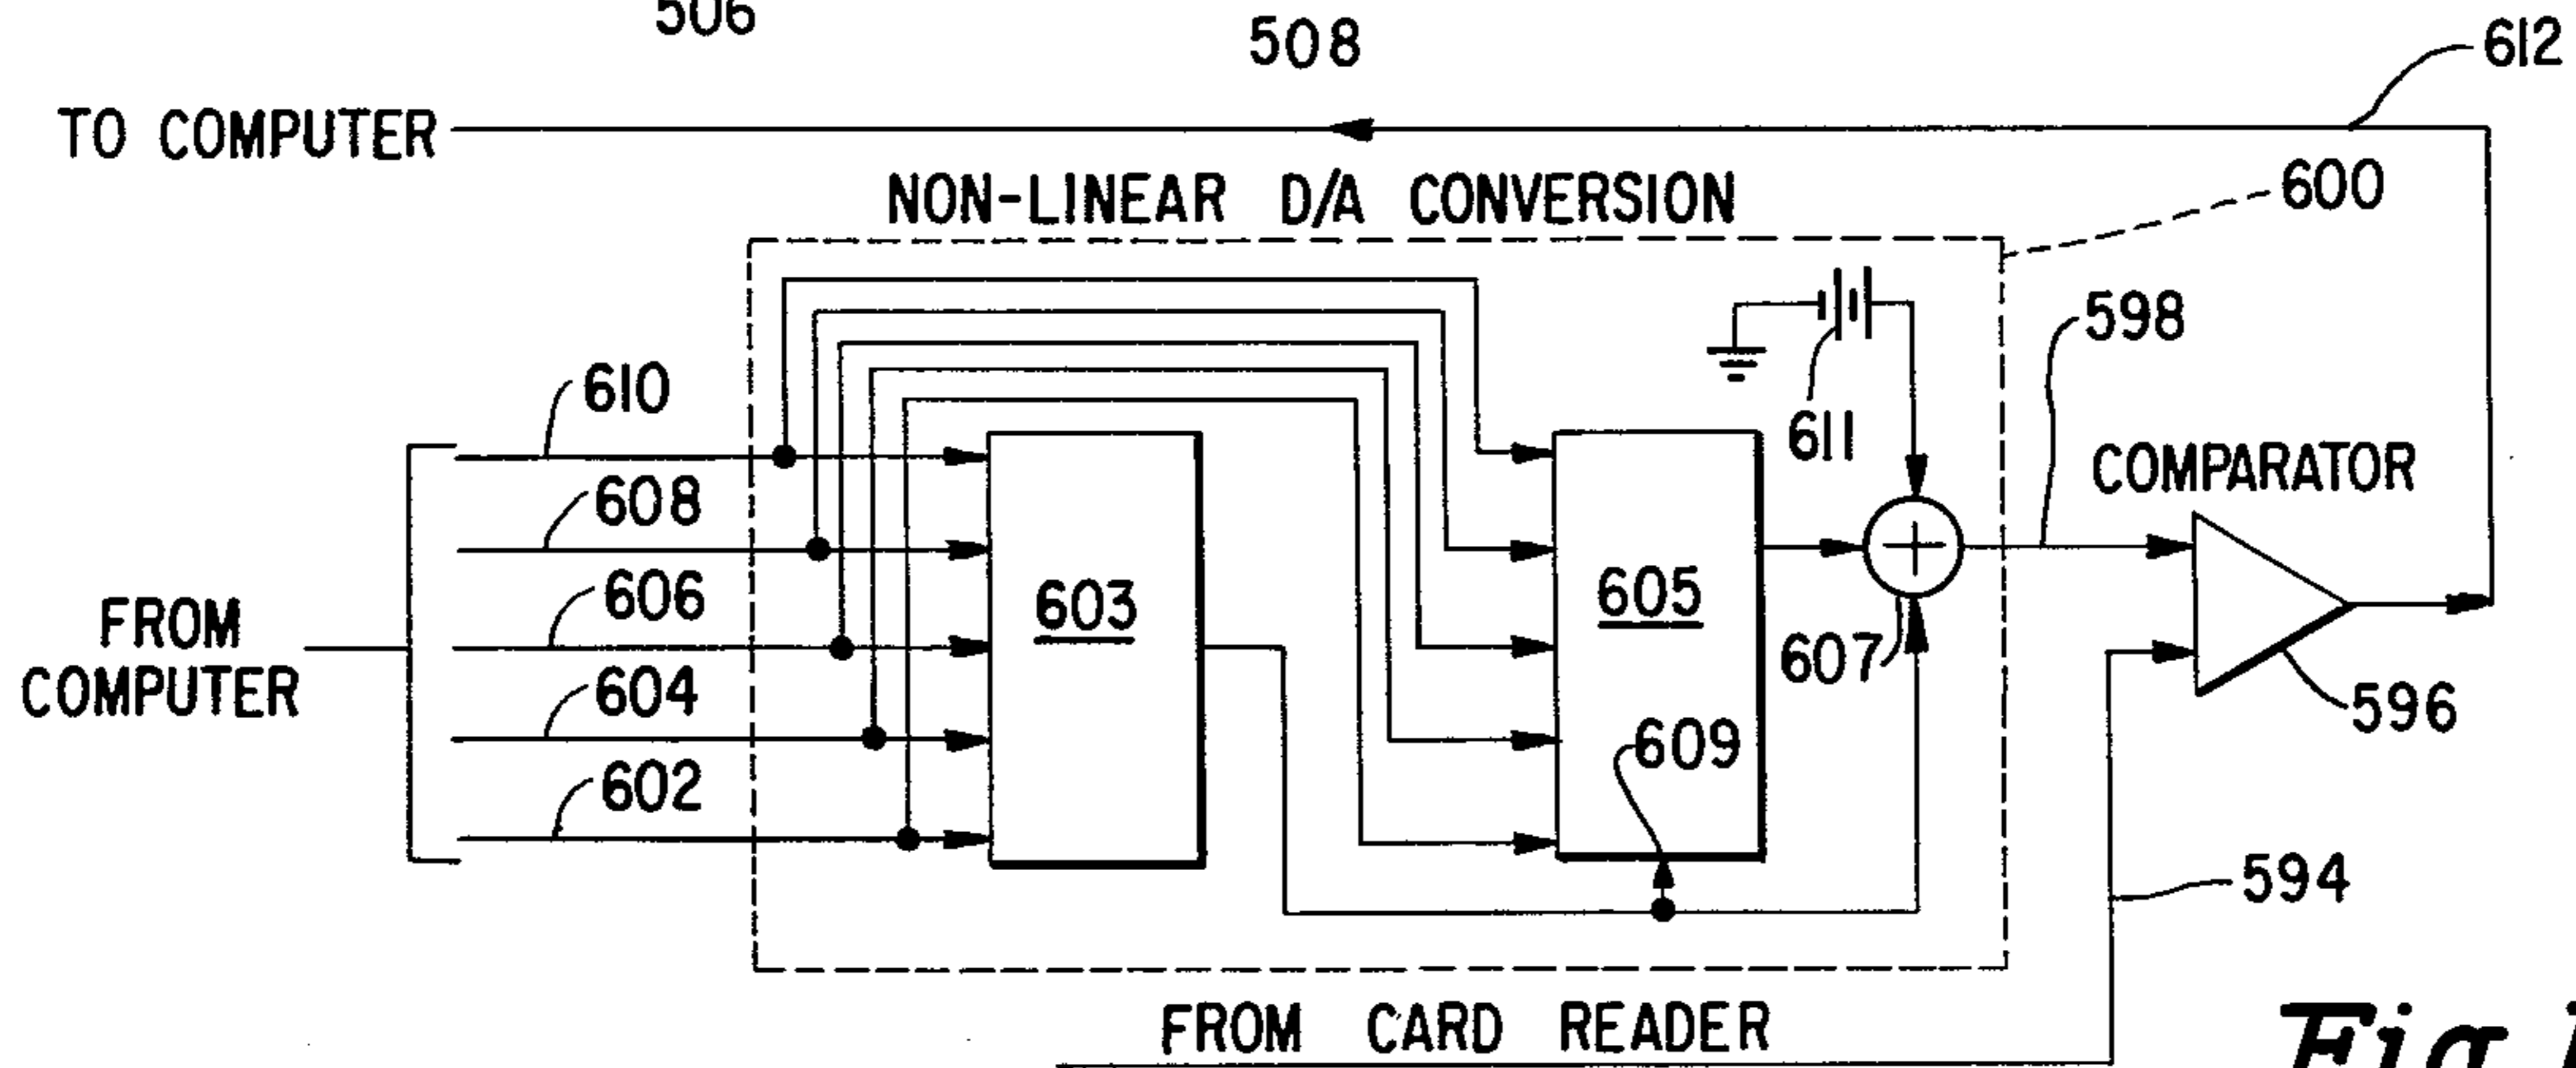 506
508
612
TO COMPUTER
NON-LINEAR D/A CONVERSION
600
598
610
611
COMPARATOR
608
606
603
605
FROM
COMPUTER
607
604
596
609
602
594
FROM CARD READER
Fig